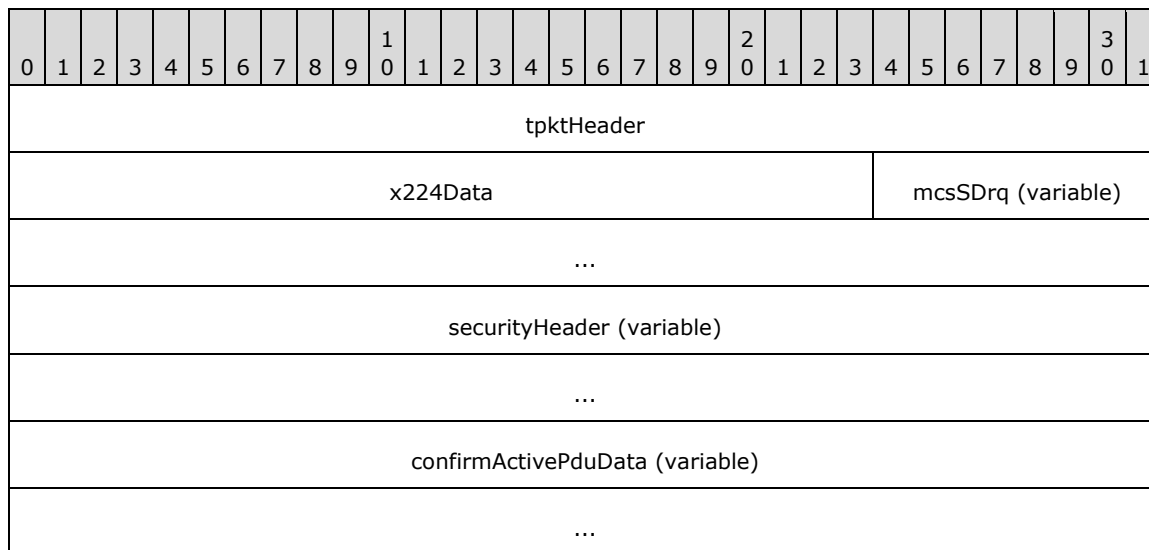 1 2 3
0 1 2 3 4 5 6 7 8 9 0 1 2 3 4 5 6 7 8 9 0 1 2 3 4 5 6 7 8 9 0 1
tpktHeader
x224Data mcsSDrq (variable)
...
securityHeader (variable)
...
confirmActivePduData (variable)
...